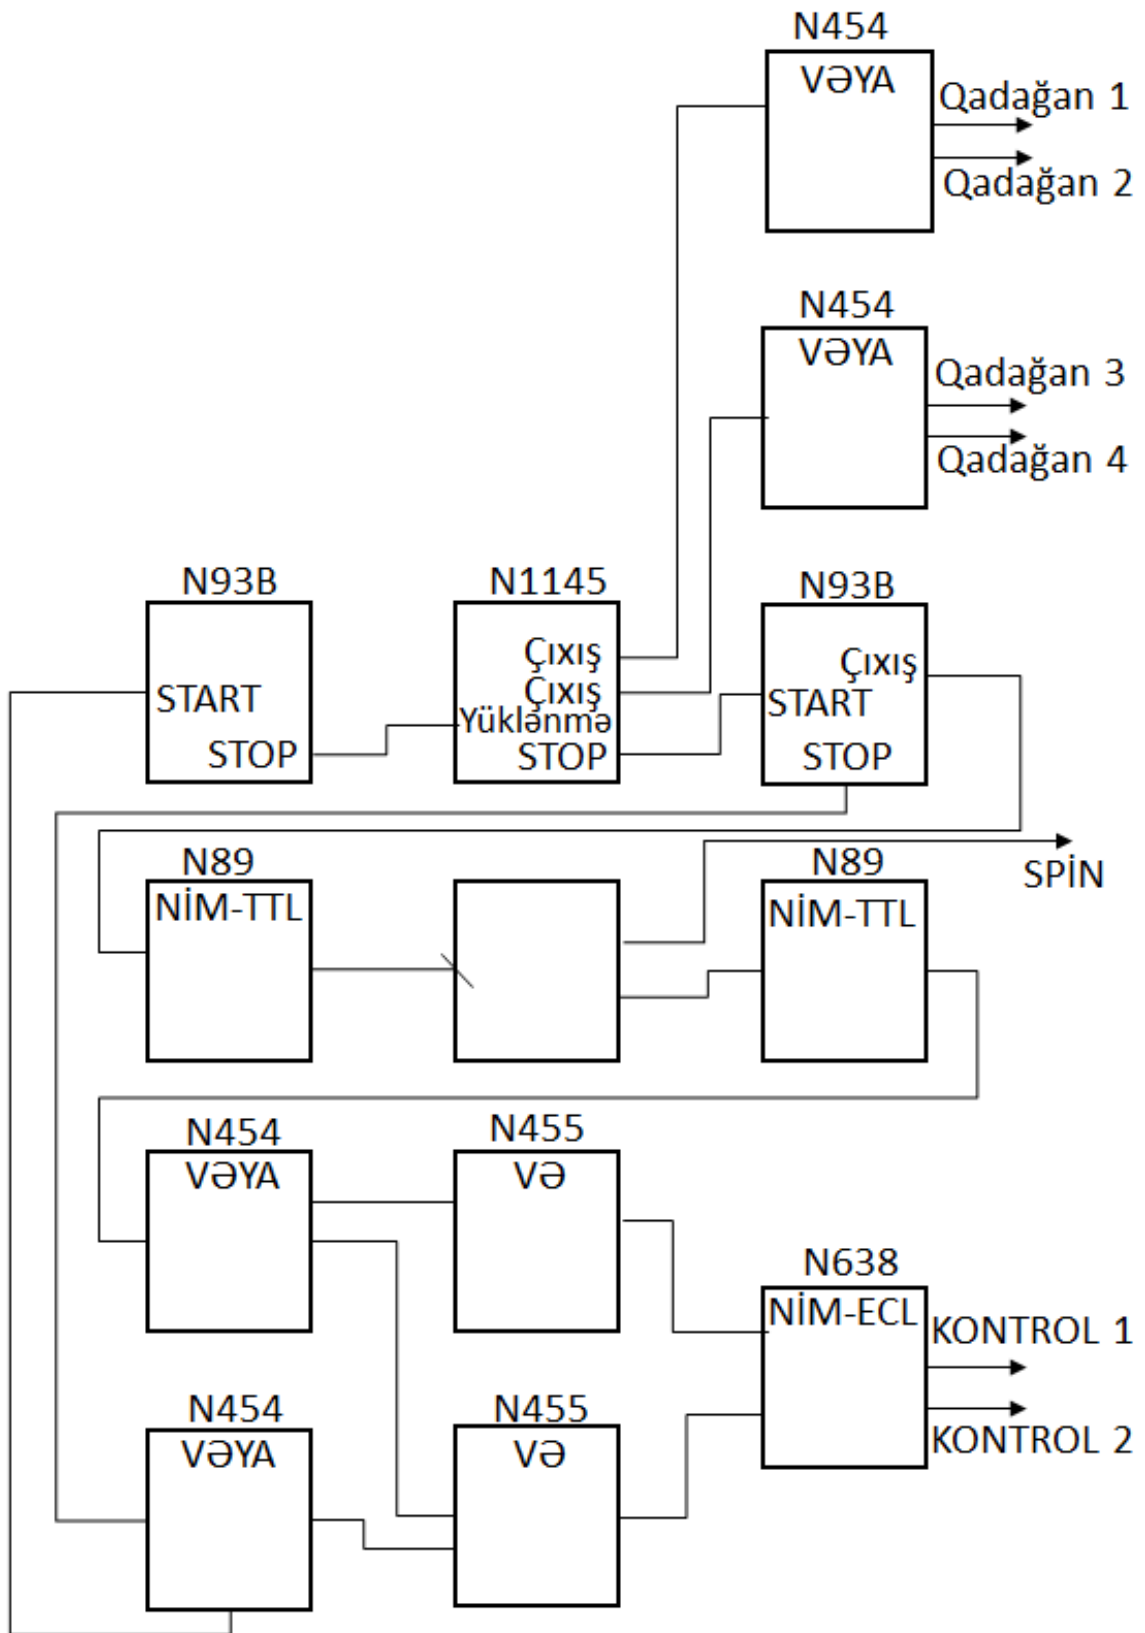 N454
VƏYA
Qadağan 1
Qadağan 2
N454
VƏYA
Qadağan 3
Qadağan 4
N93B
START
STOP
N1145
Çıxış
Çıxış
Yüklənmə
STOP
N93B
Çıxış
START
STOP
N89
NİM-TTL
N89
NİM-TTL
SPİN
N454
VƏYA
N455
VƏ
N638
NİM-ECL
KONTROL 1
KONTROL 2
N454
VƏYA
N455
VƏ